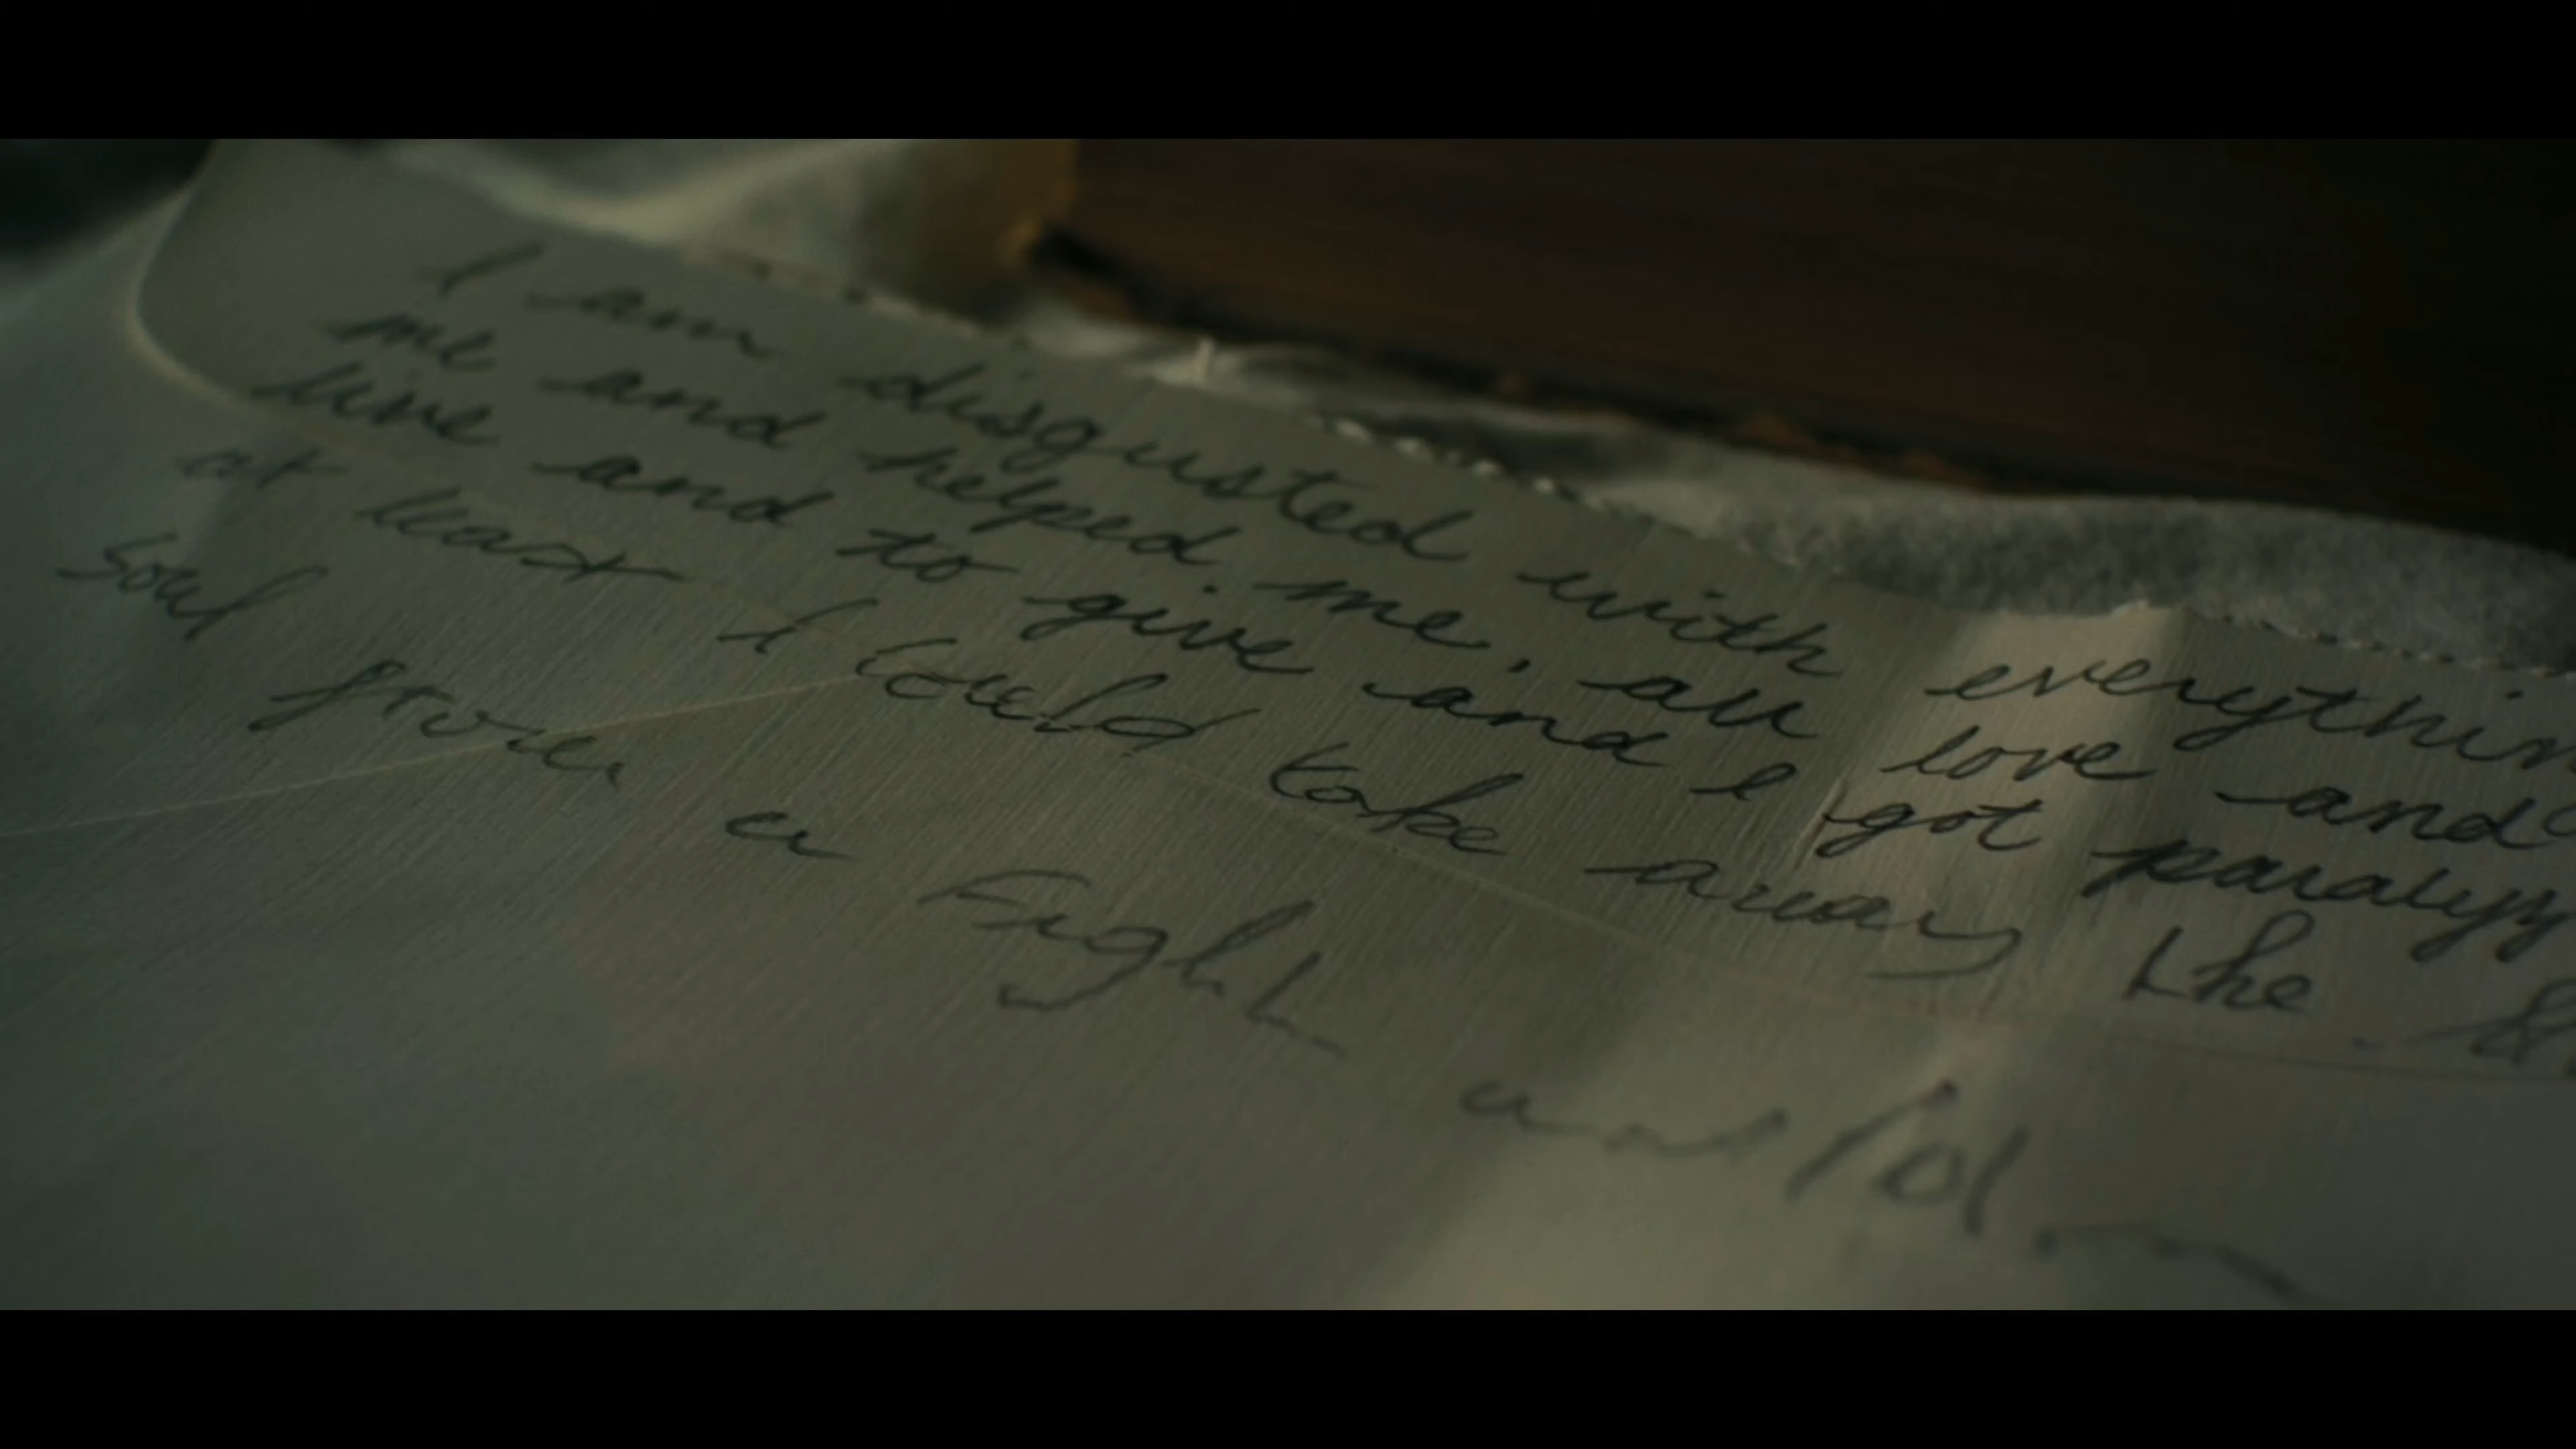 I am disgusted with everythin
me and helped me. all love and
live and to give and I got paralyz
at least I could take away the
soul from a Fight